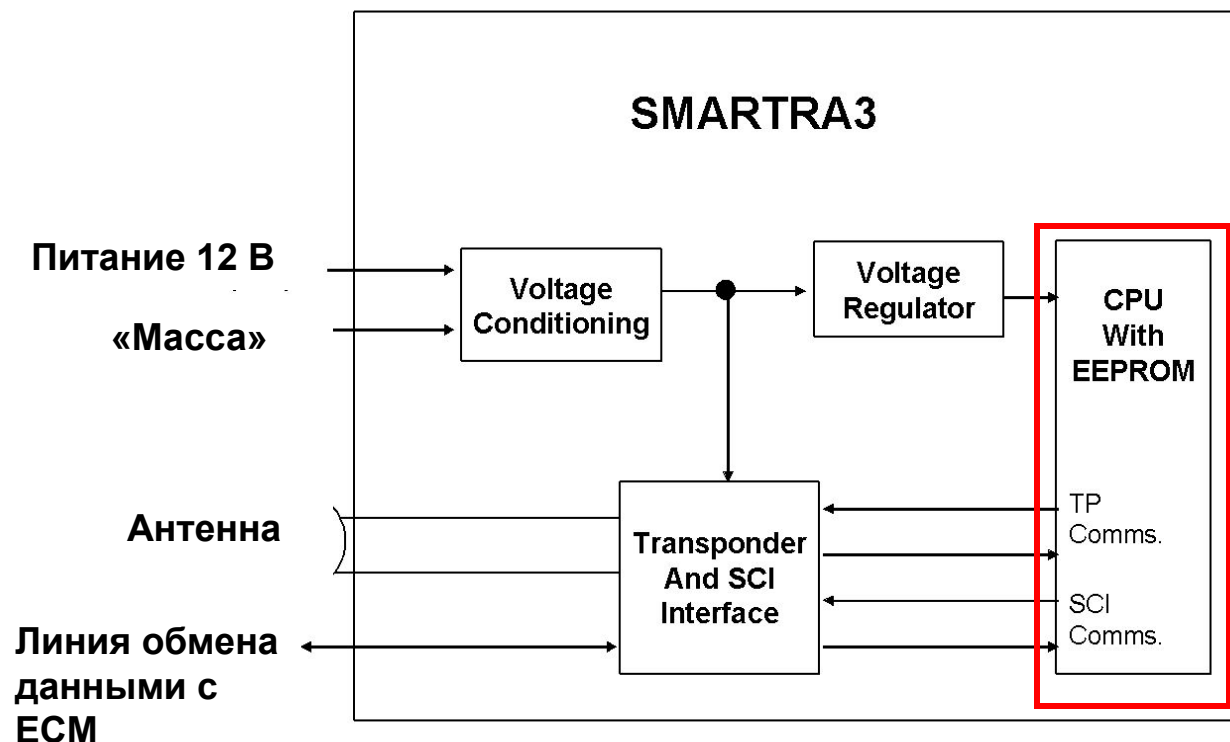 SMARTRA3
Питание 12 В
«Масса»
Voltage
Conditioning
Voltage
Regulator
CPU
With
EEPROM
Антенна
Transponder
And SCI
Interface
TP
Comms.
SCI
Comms.
Линия обмена
данными с
ECM